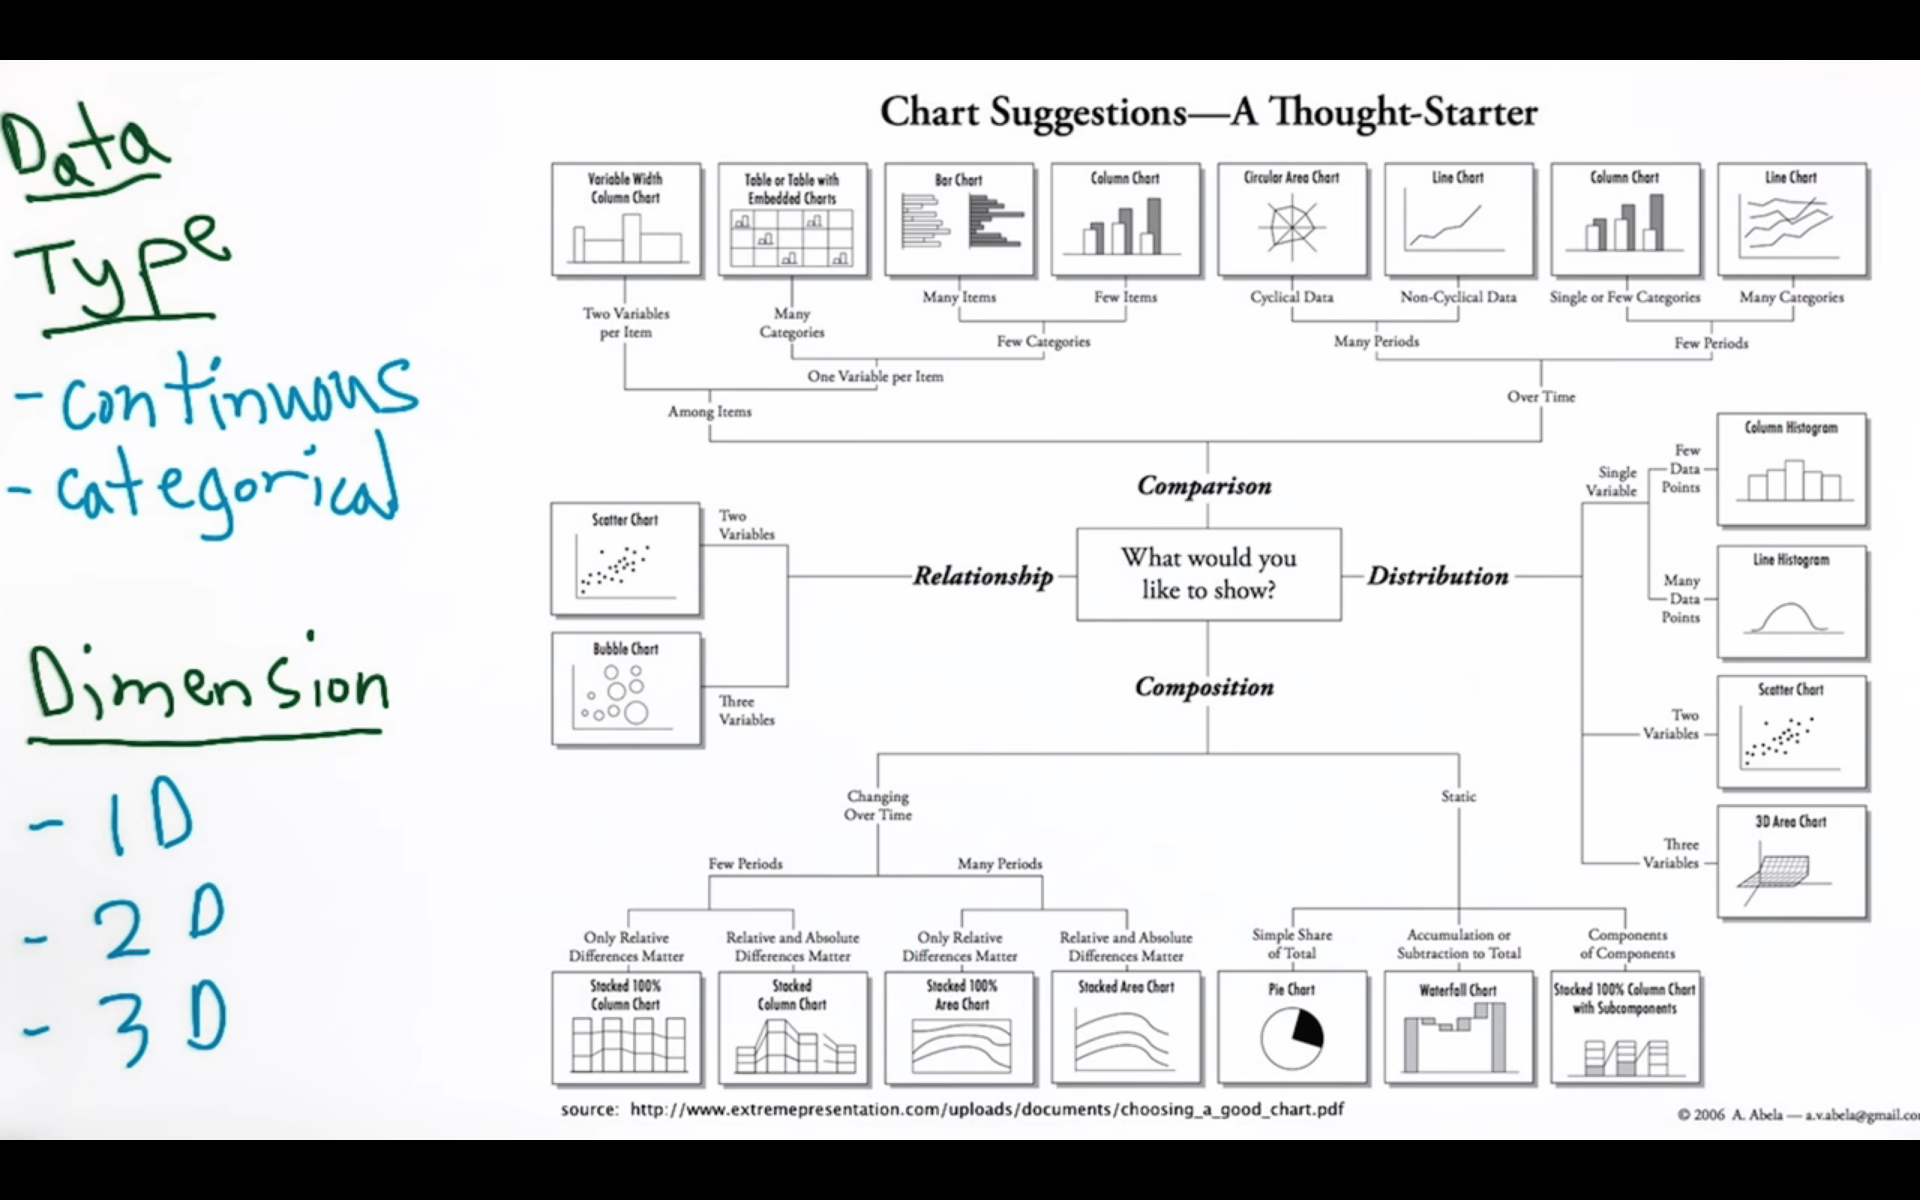 Data
Type
- continuous
- categorical
Dimension
- 1D
- 2D
- 3D
Chart Suggestions—A Thought-Starter
Variable Width
Column Chart
Table or Table with
Embedded Charts
Bar Chart
Column Chart
Circular Area Chart
Line Chart
Column Chart
Line Chart
Two Variables
per Item
Many
Categories
Many Items
Few Items
Cyclical Data
Non-Cyclical Data
Single or Few Categories
Many Categories
Few Categories
Many Periods
Few Periods
One Variable per Item
Among Items
Over Time
Comparison
What would you
like to show?
Relationship
Two
Variables
Scatter Chart
Three
Variables
Bubble Chart
Distribution
Single
Variable
Few
Data
Points
Column Histogram
Many
Data
Points
Line Histogram
Two
Variables
Scatter Chart
Three
Variables
3D Area Chart
Composition
Changing
Over Time
Static
Few Periods
Many Periods
Only Relative
Differences Matter
Relative and Absolute
Differences Matter
Only Relative
Differences Matter
Relative and Absolute
Differences Matter
Simple Share
of Total
Accumulation or
Subtraction to Total
Components
of Components
Stacked 100%
Column Chart
Stacked
Column Chart
Stacked 100%
Area Chart
Stacked Area Chart
Pie Chart
Waterfall Chart
Stacked 100% Column Chart
with Subcomponents
source: http://www.extremepresentation.com/uploads/documents/choosing_a_good_chart.pdf
© 2006 A. Abela — a.v.abela@gmail.co